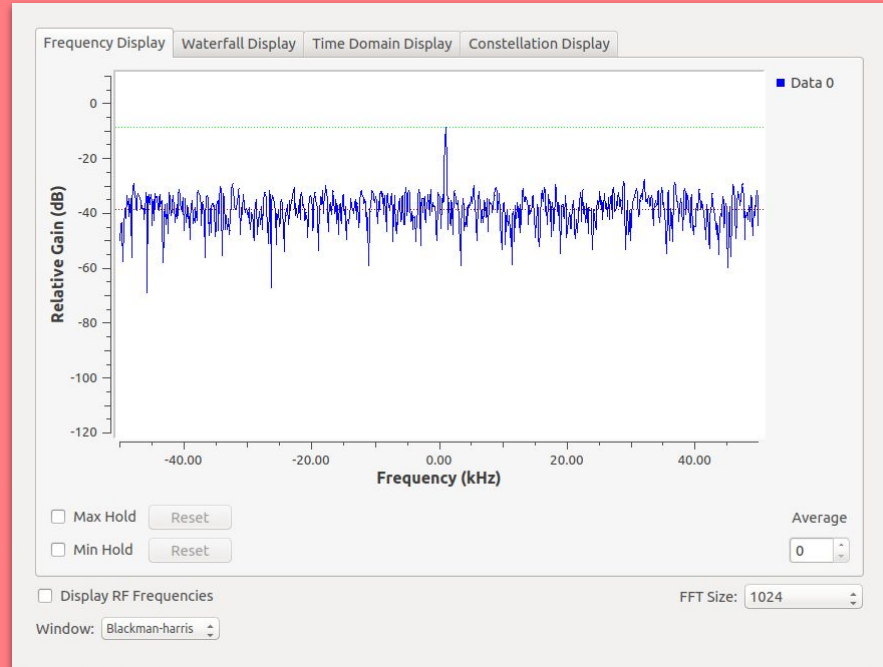 Frequency Display Waterfall Display Time Domain Display Constellation Display
Data 0
0
-20
-40
-60
-80
-100
-120
Relative Gain (dB)
-40.00 -20.00 0.00 20.00 40.00
Frequency (kHz)
Max Hold Reset
Average
Min Hold Reset
0
Display RF Frequencies
FFT Size: 1024
Window: Blackman-harris